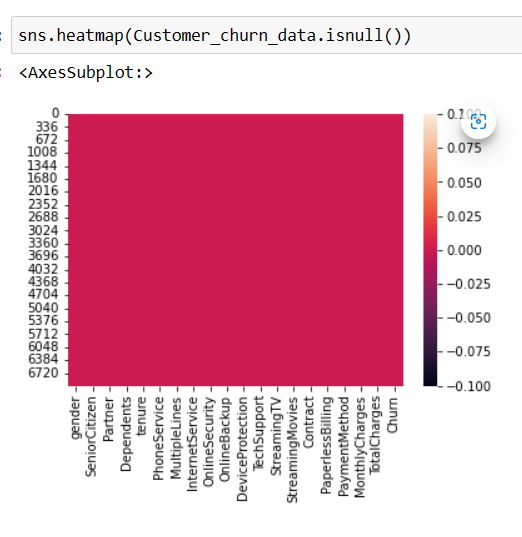 sns.heatmap(Customer_churn_data.isnull())
<AxesSubplot:>
0
336
672
1008
1344
1680
2016
2352
2688
3024
3360
3696
4032
4368
4704
5040
5376
5712
6048
6384
6720
gender
SeniorCitizen
Partner
Dependents
tenure
PhoneService
MultipleLines
InternetService
OnlineSecurity
OnlineBackup
DeviceProtection
TechSupport
StreamingTV
StreamingMovies
Contract
PaperlessBilling
PaymentMethod
MonthlyCharges
TotalCharges
Churn
0.100
0.075
0.050
0.025
0.000
−0.025
−0.050
−0.075
−0.100